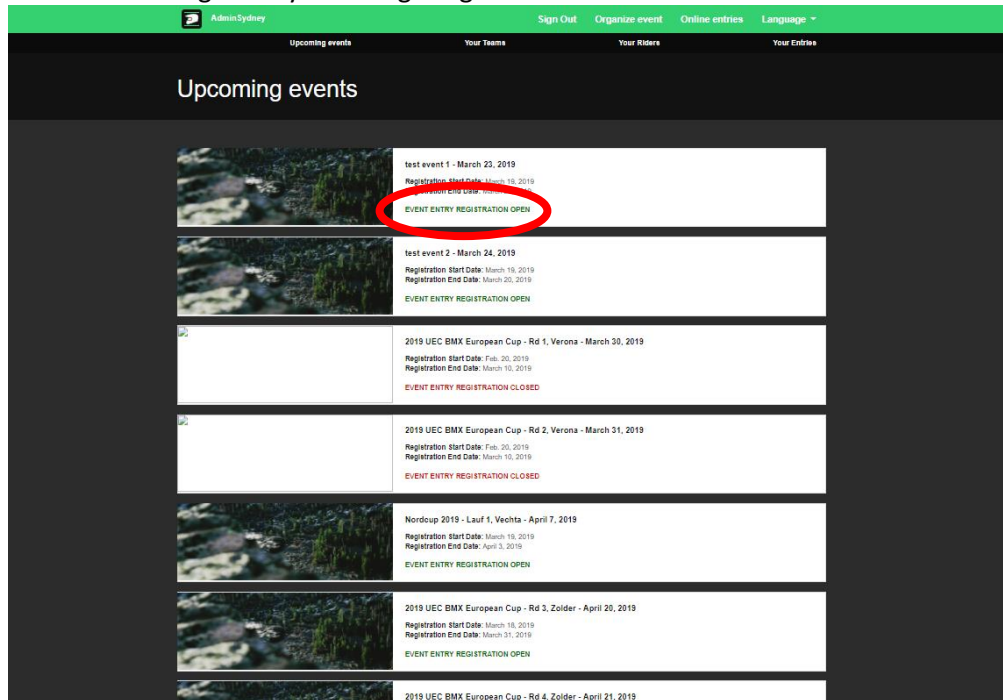 AdminSydney Sign Out Organize event Online entries Language
Upcoming events Your Teams Your Riders Your Entries
Upcoming events
test event 1 - March 23, 2019
Registration Start Date: March 19, 2019
Registration End Date:
EVENT ENTRY REGISTRATION OPEN
test event 2 - March 24, 2019
Registration Start Date: March 19, 2019
Registration End Date: March 20, 2019
EVENT ENTRY REGISTRATION OPEN
2019 UEC BMX European Cup - Rd 1, Verona - March 30, 2019
Registration Start Date: Feb. 20, 2019
Registration End Date: March 10, 2019
EVENT ENTRY REGISTRATION CLOSED
2019 UEC BMX European Cup - Rd 2, Verona - March 31, 2019
Registration Start Date: Feb. 20, 2019
Registration End Date: March 10, 2019
EVENT ENTRY REGISTRATION CLOSED
Nordcup 2019 - Lauf 1, Vechta - April 7, 2019
Registration Start Date: March 19, 2019
Registration End Date: April 3, 2019
EVENT ENTRY REGISTRATION OPEN
2019 UEC BMX European Cup - Rd 3, Zolder - April 20, 2019
Registration Start Date: March 18, 2019
Registration End Date: March 31, 2019
EVENT ENTRY REGISTRATION OPEN
2019 UEC BMX European Cup - Rd 4, Zolder - April 21, 2019